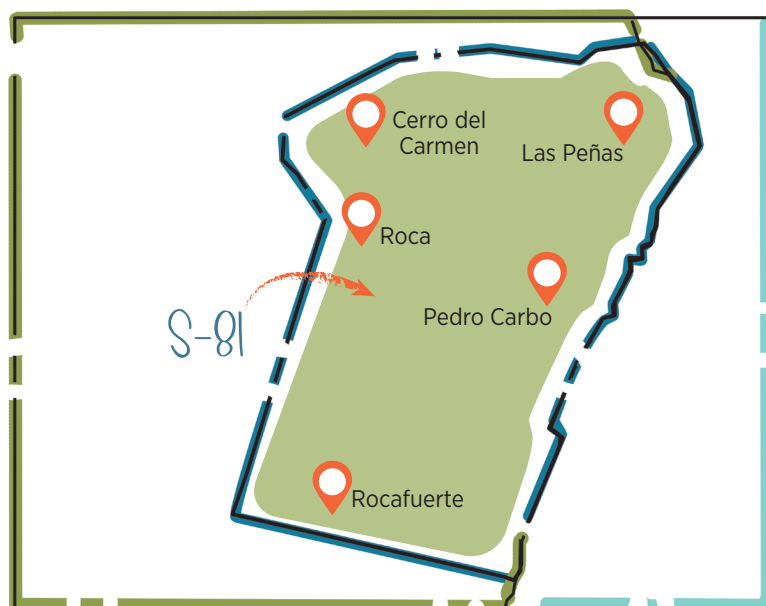 Cerro del
Carmen
Las Peñas
Roca
Pedro Carbo
S-81
Rocafuerte